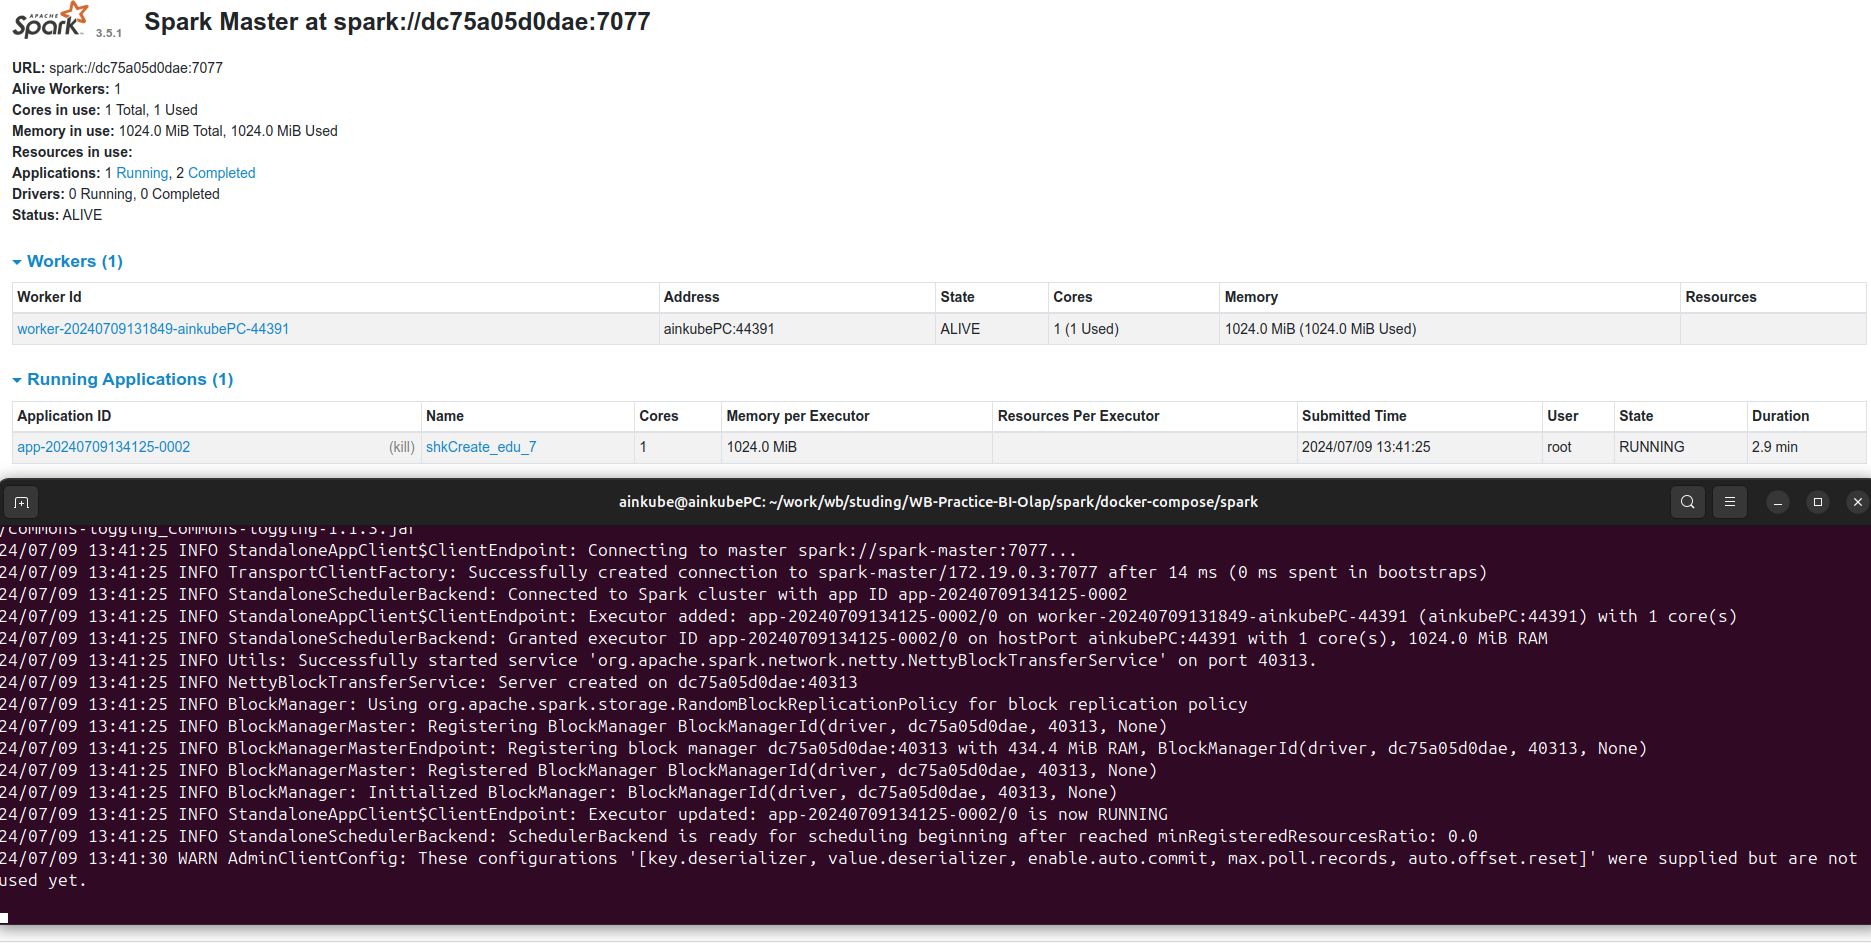 APACHE
Spark 3.5.1 Spark Master at spark://dc75a05d0dae:7077
URL: spark://dc75a05d0dae:7077
Alive Workers: 1
Cores in use: 1 Total, 1 Used
Memory in use: 1024.0 MiB Total, 1024.0 MiB Used
Resources in use:
Applications: 1 Running, 2 Completed
Drivers: 0 Running, 0 Completed
Status: ALIVE
Workers (1)
Worker Id Address State Cores Memory Resources
worker-20240709131849-ainkubePC-44391 ainkubePC:44391 ALIVE 1 (1 Used) 1024.0 MiB (1024.0 MiB Used)
Running Applications (1)
Application ID Name Cores Memory per Executor Resources Per Executor Submitted Time User State Duration
app-20240709134125-0002 (kill) shkCreate_edu_7 1 1024.0 MiB 2024/07/09 13:41:25 root RUNNING 2.9 min
ainkube@ainkubePC: ~/work/wb/studing/WB-Practice-BI-Olap/spark/docker-compose/spark
/commons-logging_commons-logging-1.1.3.jar
24/07/09 13:41:25 INFO StandaloneAppClient$ClientEndpoint: Connecting to master spark://spark-master:7077...
24/07/09 13:41:25 INFO TransportClientFactory: Successfully created connection to spark-master/172.19.0.3:7077 after 14 ms (0 ms spent in bootstraps)
24/07/09 13:41:25 INFO StandaloneSchedulerBackend: Connected to Spark cluster with app ID app-20240709134125-0002
24/07/09 13:41:25 INFO StandaloneAppClient$ClientEndpoint: Executor added: app-20240709134125-0002/0 on worker-20240709131849-ainkubePC-44391 (ainkubePC:44391) with 1 core(s)
24/07/09 13:41:25 INFO StandaloneSchedulerBackend: Granted executor ID app-20240709134125-0002/0 on hostPort ainkubePC:44391 with 1 core(s), 1024.0 MiB RAM
24/07/09 13:41:25 INFO Utils: Successfully started service 'org.apache.spark.network.netty.NettyBlockTransferService' on port 40313.
24/07/09 13:41:25 INFO NettyBlockTransferService: Server created on dc75a05d0dae:40313
24/07/09 13:41:25 INFO BlockManager: Using org.apache.spark.storage.RandomBlockReplicationPolicy for block replication policy
24/07/09 13:41:25 INFO BlockManagerMaster: Registering BlockManager BlockManagerId(driver, dc75a05d0dae, 40313, None)
24/07/09 13:41:25 INFO BlockManagerMasterEndpoint: Registering block manager dc75a05d0dae:40313 with 434.4 MiB RAM, BlockManagerId(driver, dc75a05d0dae, 40313, None)
24/07/09 13:41:25 INFO BlockManagerMaster: Registered BlockManager BlockManagerId(driver, dc75a05d0dae, 40313, None)
24/07/09 13:41:25 INFO BlockManager: Initialized BlockManager: BlockManagerId(driver, dc75a05d0dae, 40313, None)
24/07/09 13:41:25 INFO StandaloneAppClient$ClientEndpoint: Executor updated: app-20240709134125-0002/0 is now RUNNING
24/07/09 13:41:25 INFO StandaloneSchedulerBackend: SchedulerBackend is ready for scheduling beginning after reached minRegisteredResourcesRatio: 0.0
24/07/09 13:41:30 WARN AdminClientConfig: These configurations '[key.deserializer, value.deserializer, enable.auto.commit, max.poll.records, auto.offset.reset]' were supplied but are not
used yet.